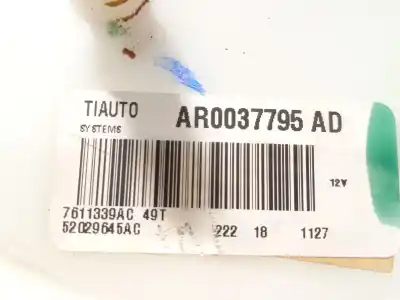 TIAUTO AR0037795 AD
SYSTEMS
12V
7611339AC 49T
52029645AC 222 18 1127